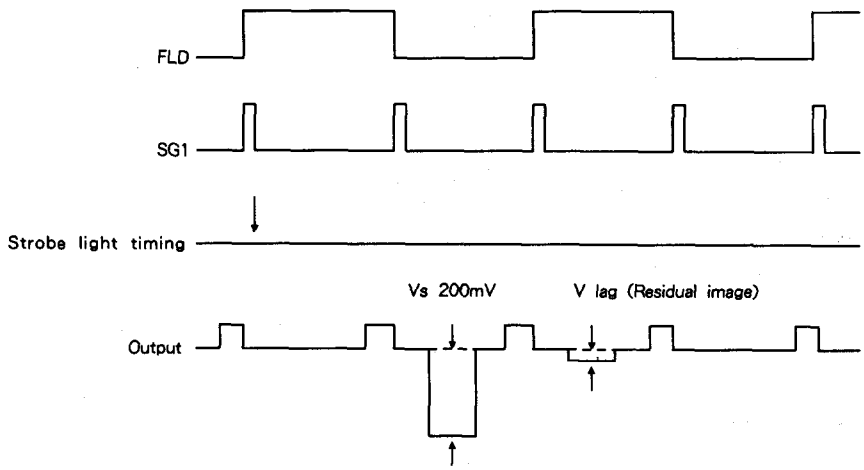 FLD
SG1
Strobe light timing
Vs 200mV
V lag (Residual image)
Output